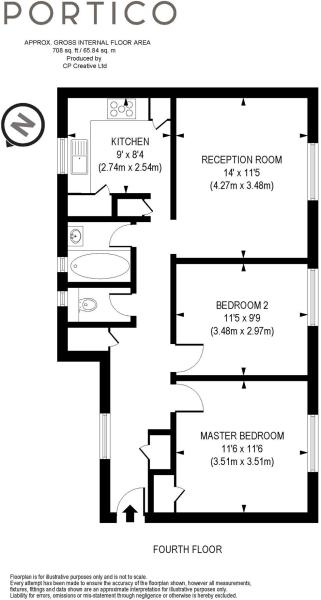 PORTICO
APPROX. GROSS INTERNAL FLOOR AREA
708 sq. ft / 65.84 sq. m
Produced by
CP Creative Ltd
N
KITCHEN
9' x 8'4
(2.74m x 2.54m)
RECEPTION ROOM
14' x 11'5
(4.27m x 3.48m)
BEDROOM 2
11'5 x 9'9
(3.48m x 2.97m)
MASTER BEDROOM
11'6 x 11'6
(3.51m x 3.51m)
FOURTH FLOOR
Floorplan is for illustrative purposes only and is not to scale.
Every attempt has been made to ensure the accuracy of the floorplan shown, however all measurements,
fixtures, fittings and data shown are an approximate interpretation for illustrative purposes only.
Liability for errors, omissions or mis-statement through negligence or otherwise is hereby excluded.